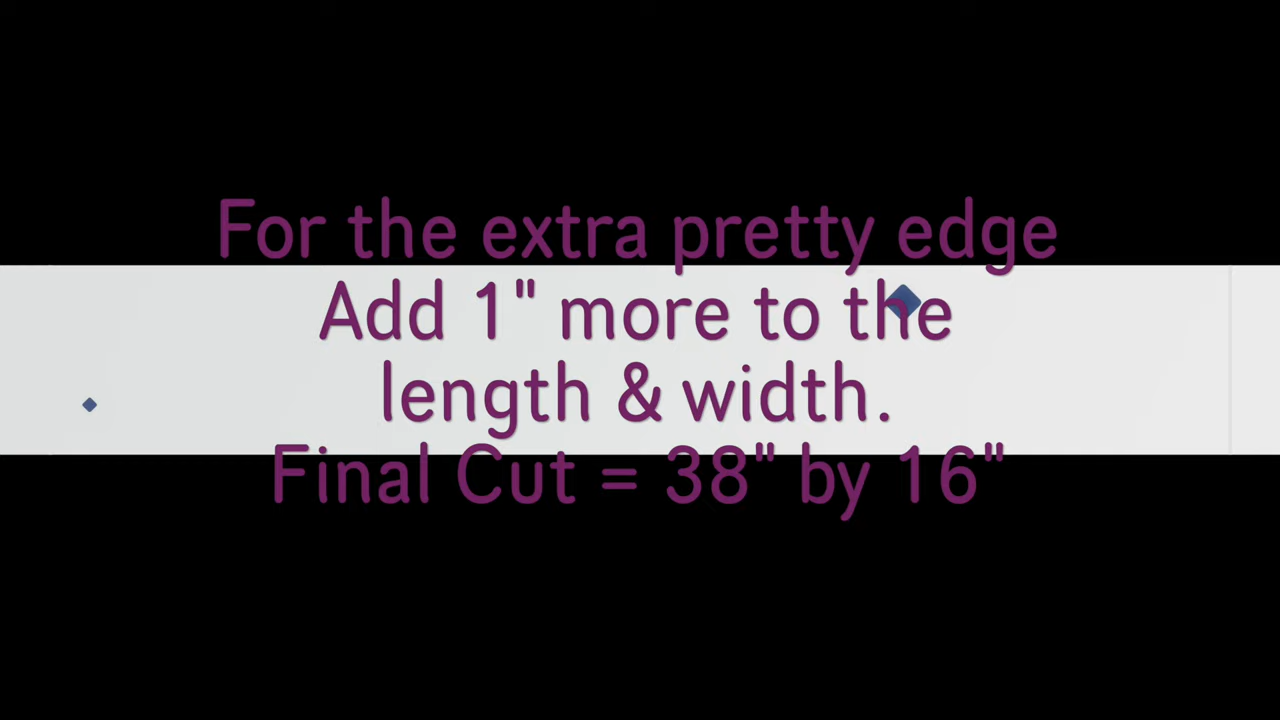 For the extra pretty edge
Add 1" more to the
length & width.
Final Cut = 38" by 16"